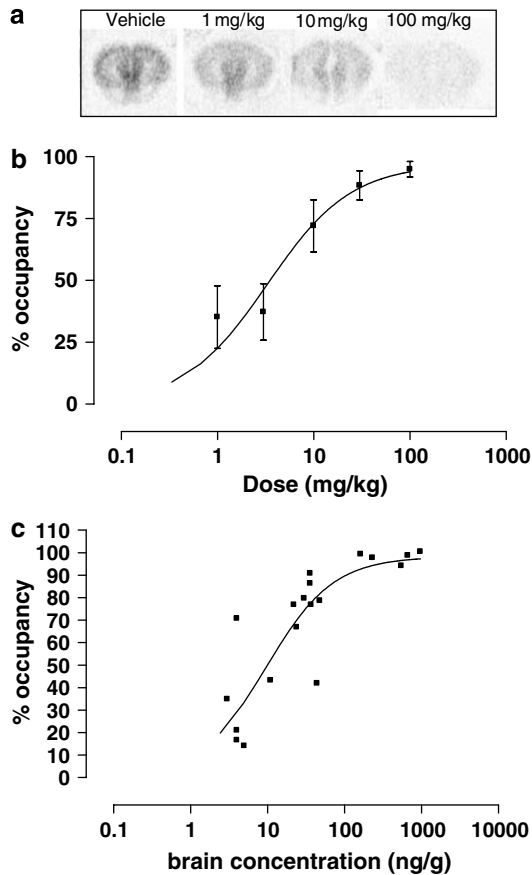 a
Vehicle 1 mg/kg 10 mg/kg 100 mg/kg
b
100
75
50
25
0
% occupancy
0.1 1 10 100 1000
Dose (mg/kg)
c
110
100
90
80
70
60
50
40
30
20
10
0
% occupancy
0.1 1 10 100 1000 10000
brain concentration (ng/g)